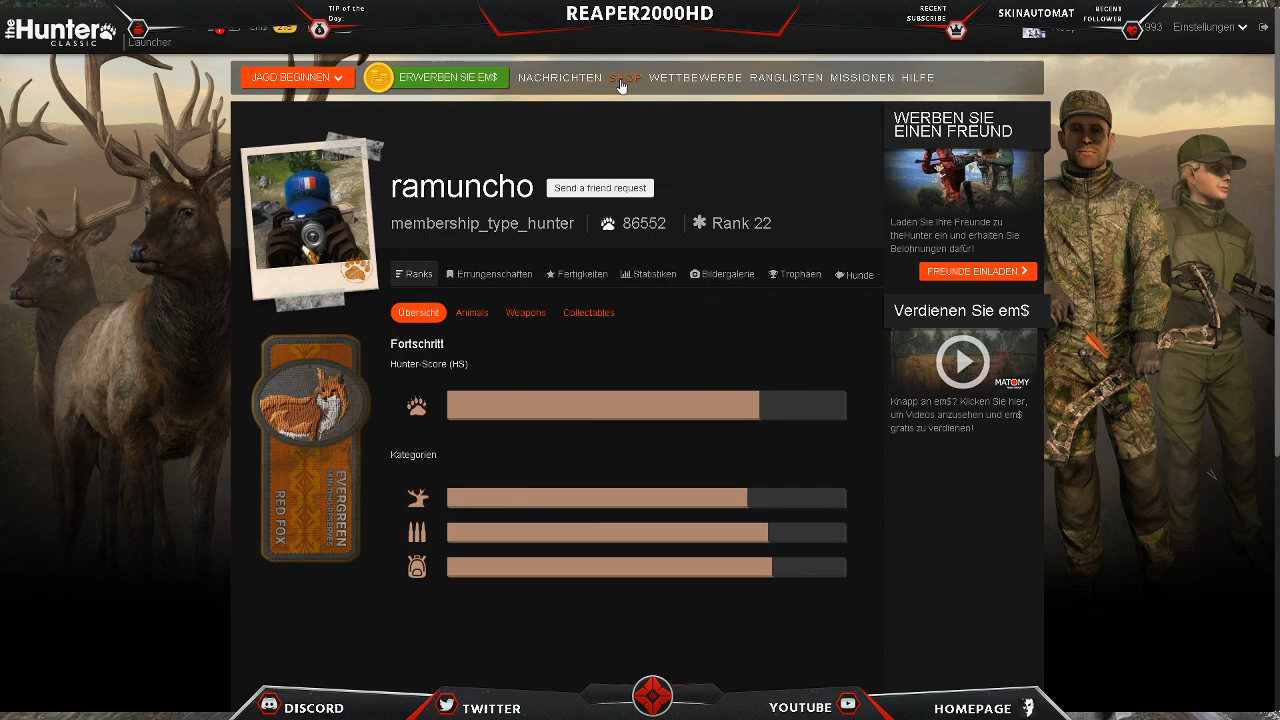 TIP of the
Day:
REAPER2000HD
RECENT
SUBSCRIBE
SKINAUTOMAT
RECENT
FOLLOWER
theHunter
CLASSIC
Launcher
993
Einstellungen
JAGD BEGINNEN
ERWERBEN SIE EM$
NACHRICHTEN
SHOP
WETTBEWERBE
RANGLISTEN
MISSIONEN
HILFE
ramuncho
Send a friend request
membership_type_hunter
86552
Rank 22
Ranks
Errungenschaften
Fertigkeiten
Statistiken
Bildergalerie
Trophäen
Hunde
Übersicht
Animals
Weapons
Collectables
Fortschritt
Hunter-Score (HS)
Kategorien
EVERGREEN
HUNTING RESERVES
RED FOX
WERBEN SIE
EINEN FREUND
Laden Sie Ihre Freunde zu
theHunter ein und erhalten Sie
Belohnungen dafür!
FREUNDE EINLADEN
Verdienen Sie em$
MATOMY
Knapp an em$? Klicken Sie hier,
um Videos anzusehen und em$
gratis zu verdienen!
DISCORD
TWITTER
YOUTUBE
HOMEPAGE